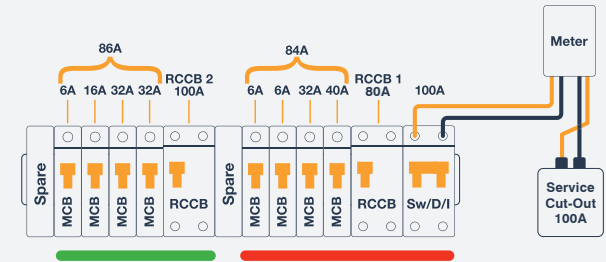 86A
84A
Meter
6A 16A 32A 32A
RCCB 2
100A
6A 6A 32A 40A
RCCB 1
80A
100A
Spare
MCB
MCB
MCB
MCB
RCCB
Spare
MCB
MCB
MCB
MCB
RCCB
Sw/D/I
Service
Cut-Out
100A